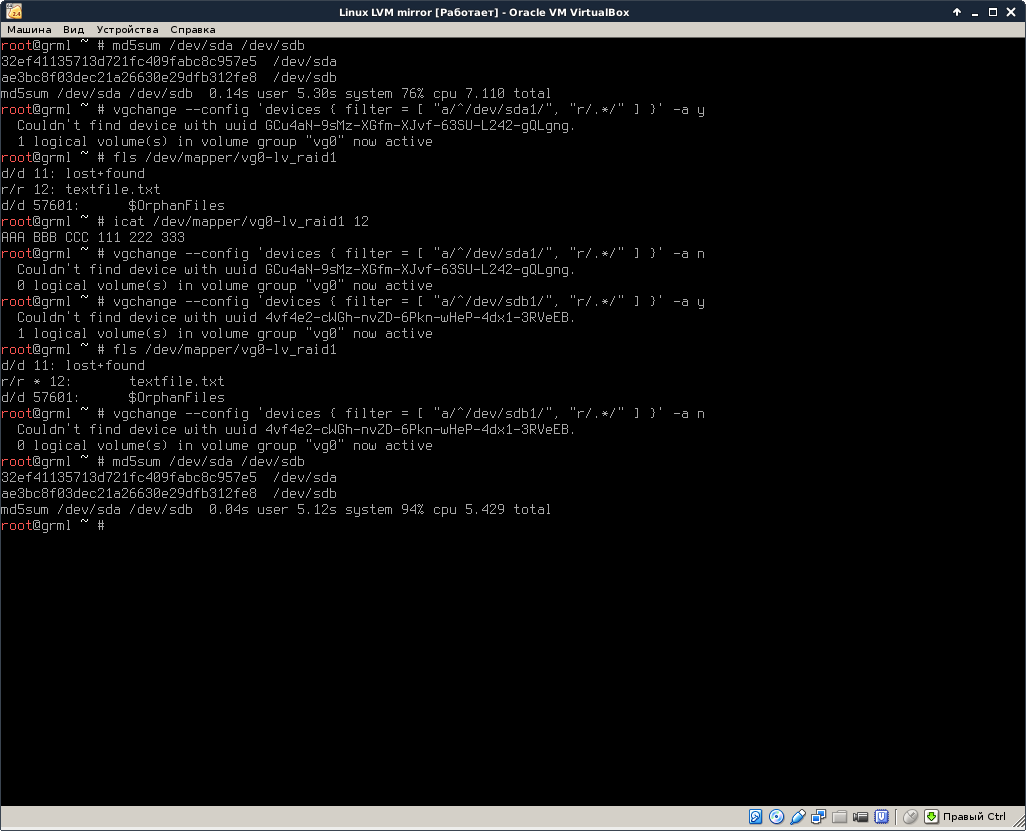 Linux LVM mirror [Работает] - Oracle VM VirtualBox
Машина Вид Устройства Справка
root@grml ~ # md5sum /dev/sda /dev/sdb
32ef41135713d721fc409fabc8c957e5  /dev/sda
ae3bc8f03dec21a26630e29dfb312fe8  /dev/sdb
md5sum /dev/sda /dev/sdb  0.14s user 5.30s system 76% cpu 7.110 total
root@grml ~ # vgchange --config 'devices { filter = [ "a/^/dev/sda1/", "r/.*/" ] }' -a y
  Couldn't find device with uuid GCu4aN-9sMz-XGfm-XJvf-63SU-L242-gQLgng.
  1 logical volume(s) in volume group "vg0" now active
root@grml ~ # fls /dev/mapper/vg0-lv_raid1
d/d 11: lost+found
r/r 12: textfile.txt
d/d 57601:      $OrphanFiles
root@grml ~ # icat /dev/mapper/vg0-lv_raid1 12
AAA BBB CCC 111 222 333
root@grml ~ # vgchange --config 'devices { filter = [ "a/^/dev/sda1/", "r/.*/" ] }' -a n
  Couldn't find device with uuid GCu4aN-9sMz-XGfm-XJvf-63SU-L242-gQLgng.
  0 logical volume(s) in volume group "vg0" now active
root@grml ~ # vgchange --config 'devices { filter = [ "a/^/dev/sdb1/", "r/.*/" ] }' -a y
  Couldn't find device with uuid 4vf4e2-cWGh-nvZD-6Pkn-wHeP-4dx1-3RVeEB.
  1 logical volume(s) in volume group "vg0" now active
root@grml ~ # fls /dev/mapper/vg0-lv_raid1
d/d 11: lost+found
r/r * 12:       textfile.txt
d/d 57601:      $OrphanFiles
root@grml ~ # vgchange --config 'devices { filter = [ "a/^/dev/sdb1/", "r/.*/" ] }' -a n
  Couldn't find device with uuid 4vf4e2-cWGh-nvZD-6Pkn-wHeP-4dx1-3RVeEB.
  0 logical volume(s) in volume group "vg0" now active
root@grml ~ # md5sum /dev/sda /dev/sdb
32ef41135713d721fc409fabc8c957e5  /dev/sda
ae3bc8f03dec21a26630e29dfb312fe8  /dev/sdb
md5sum /dev/sda /dev/sdb  0.04s user 5.12s system 94% cpu 5.429 total
root@grml ~ #
Правый Ctrl